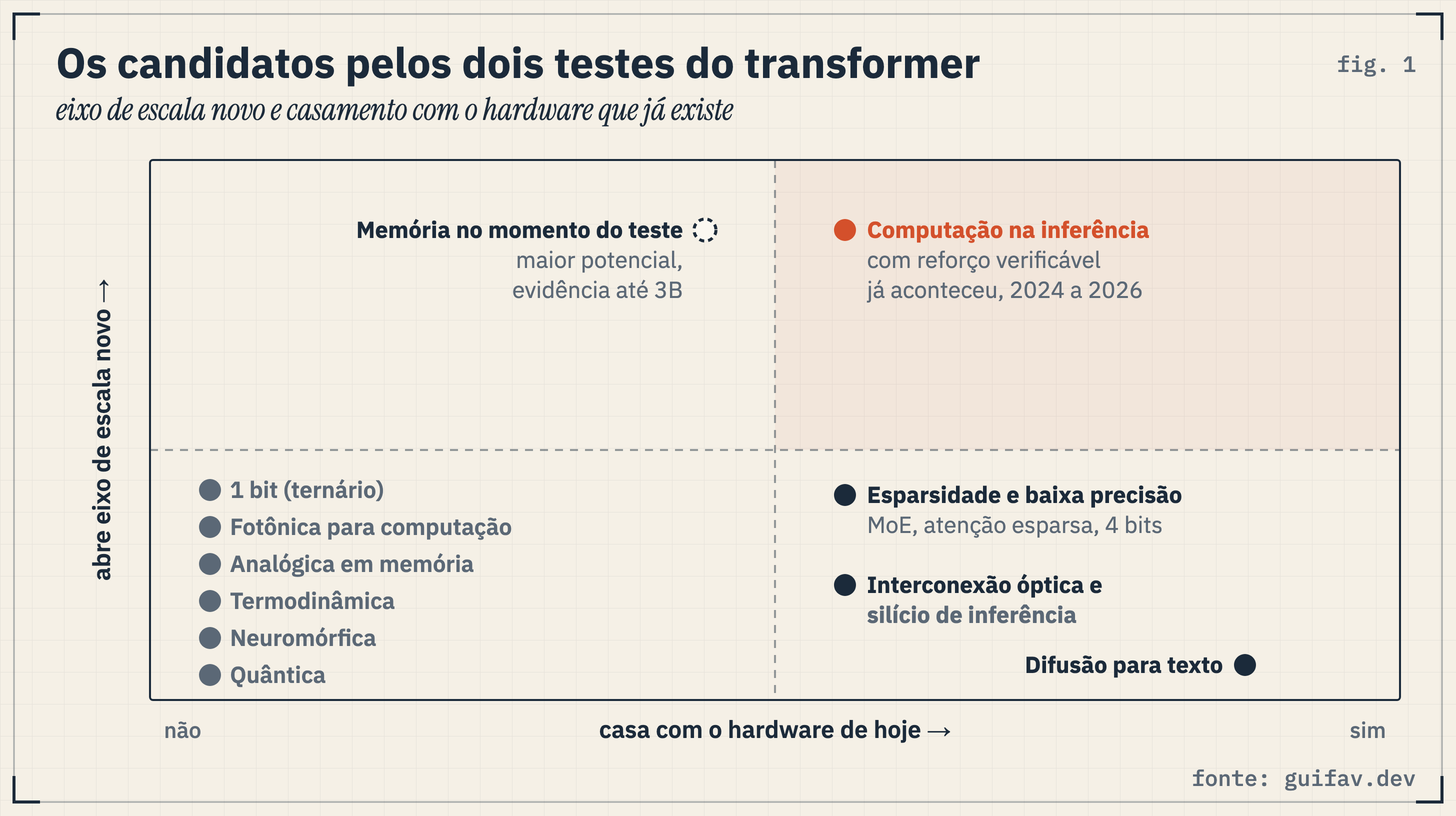 Os candidatos pelos dois testes do transformer
fig. 1
eixo de escala novo e casamento com o hardware que já existe
abre eixo de escala novo →
Memória no momento do teste
maior potencial,
evidência até 3B
Computação na inferência
com reforço verificável
já aconteceu, 2024 a 2026
1 bit (ternário)
Fotônica para computação
Analógica em memória
Termodinâmica
Neuromórfica
Quântica
Esparsidade e baixa precisão
MoE, atenção esparsa, 4 bits
Interconexão óptica e
silício de inferência
Difusão para texto
não
casa com o hardware de hoje →
sim
fonte: guifav.dev